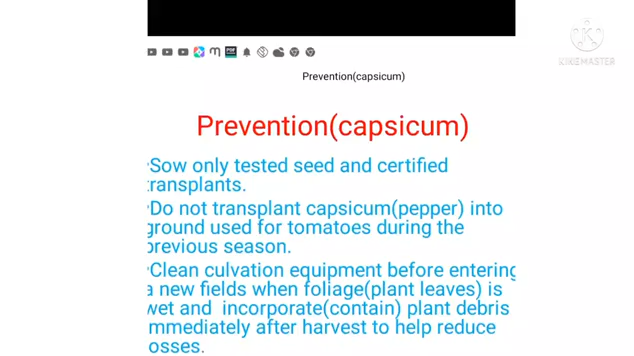 KINEMASTER
Prevention(capsicum)
Prevention(capsicum)
Sow only tested seed and certified
transplants.
Do not transplant capsicum(pepper) into
ground used for tomatoes during the
previous season.
Clean culvation equipment before entering
a new fields when foliage(plant leaves) is
wet and incorporate(contain) plant debris
immediately after harvest to help reduce
losses.